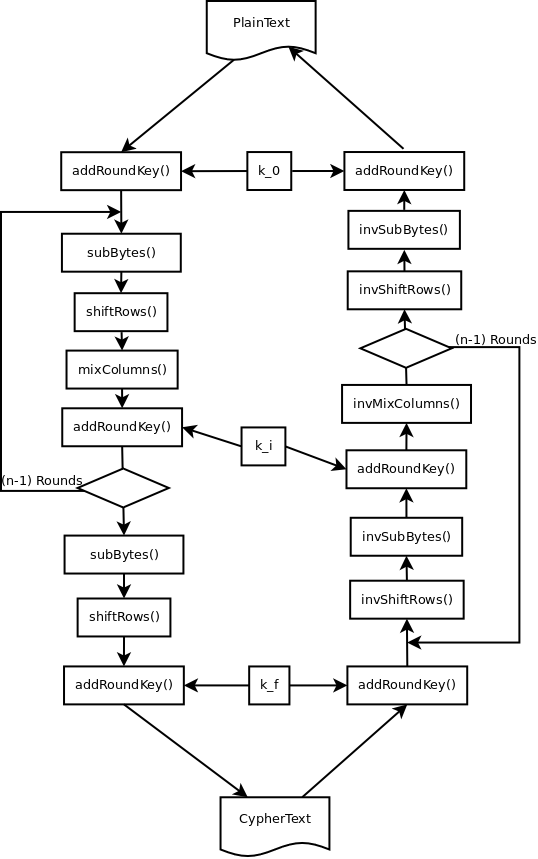 PlainText
addRoundKey()
k_0
addRoundKey()
subBytes()
invSubBytes()
shiftRows()
invShiftRows()
(n-1) Rounds
mixColumns()
invMixColumns()
addRoundKey()
k_i
addRoundKey()
(n-1) Rounds
invSubBytes()
subBytes()
invShiftRows()
shiftRows()
addRoundKey()
k_f
addRoundKey()
CypherText